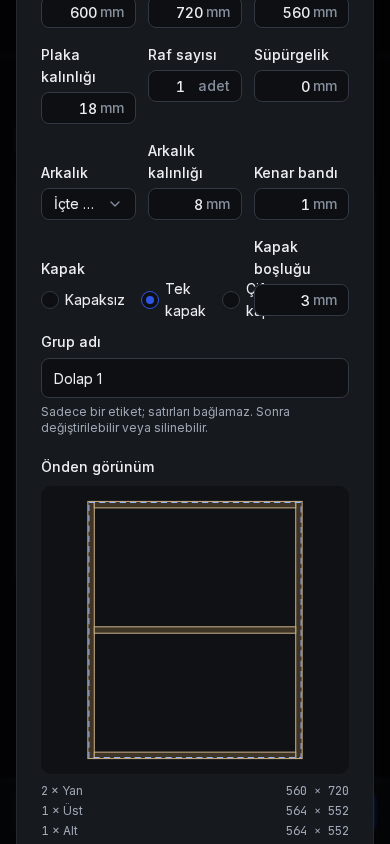 600 mm 720 mm 560 mm
Plaka kalınlığı
Raf sayısı
Süpürgelik
18 mm
1 adet
0 mm
Arkalık
Arkalık kalınlığı
Kenar bandı
İçte ...
8 mm
1 mm
Kapak
Kapak boşluğu
Kapaksız
Tek kapak
3 mm
Grup adı
Dolap 1
Sadece bir etiket; satırları bağlamaz. Sonra
değiştirilebilir veya silinebilir.
Önden görünüm
2 × Yan 560 × 720
1 × Üst 564 × 552
1 × Alt 564 × 552